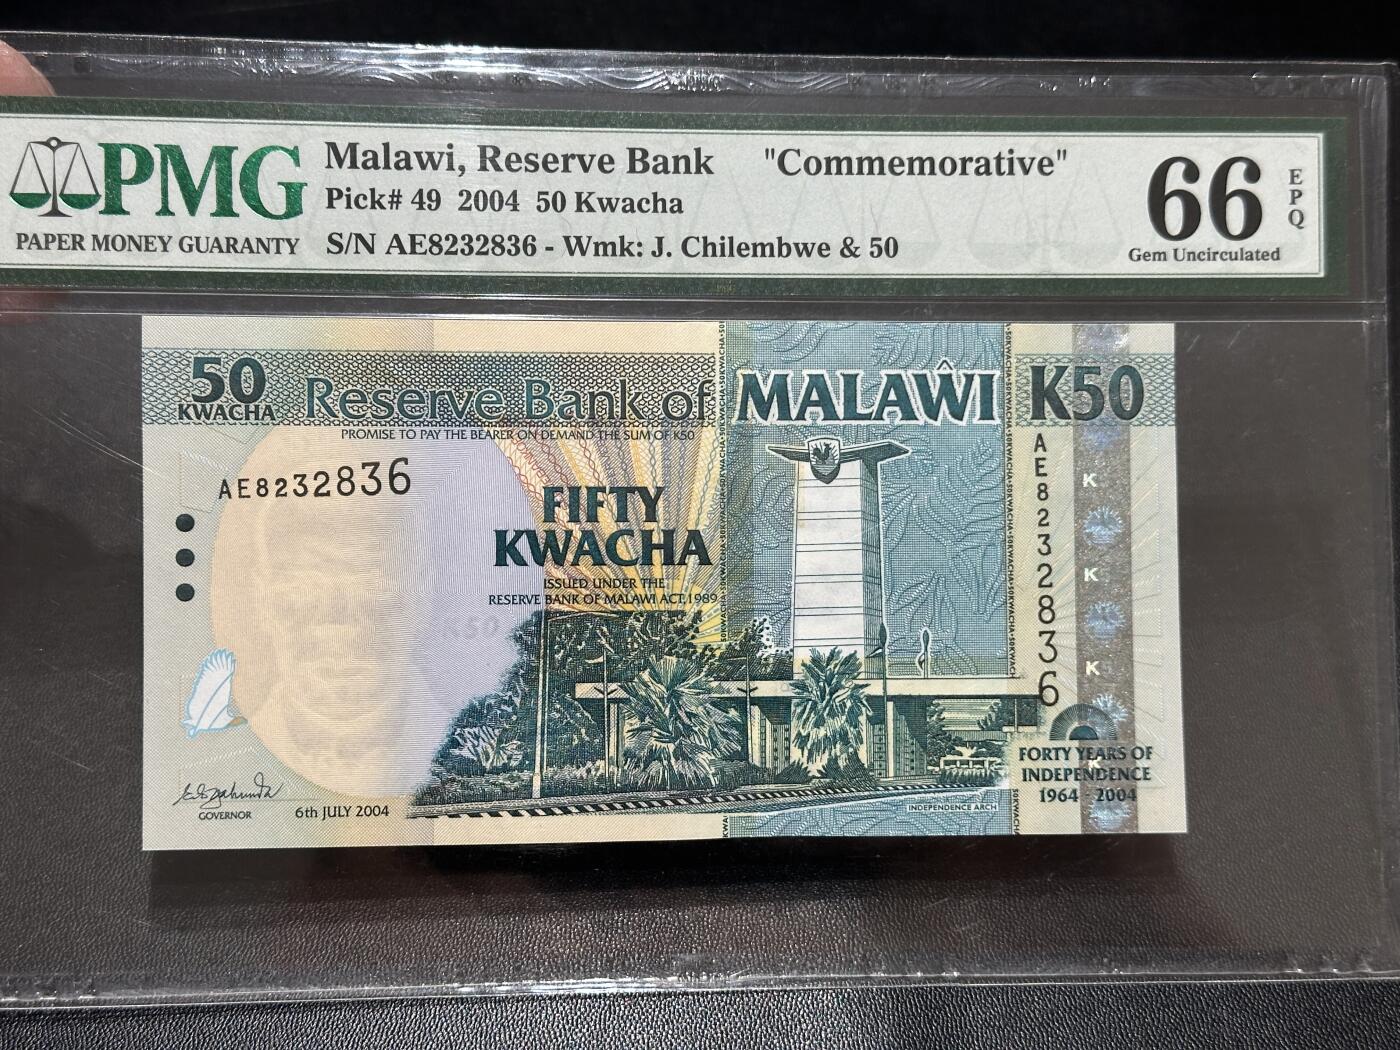 PMG
PAPER MONEY GUARANTY
Malawi, Reserve Bank "Commemorative"
Pick# 49 2004 50 Kwacha
S/N AE8232836 - Wmk: J. Chilembwe & 50
66
EPQ
Gem Uncirculated
50
KWACHA
Reserve Bank of MALAŴI
K50
PROMISE TO PAY THE BEARER ON DEMAND THE SUM OF K50
AE8232836
AE8232836
FIFTY
KWACHA
ISSUED UNDER THE
RESERVE BANK OF MALAWI ACT, 1989
K50
K
K
K
FORTY YEARS OF
INDEPENDENCE
1964 - 2004
INDEPENDENCE ARCH
GOVERNOR
6th JULY 2004